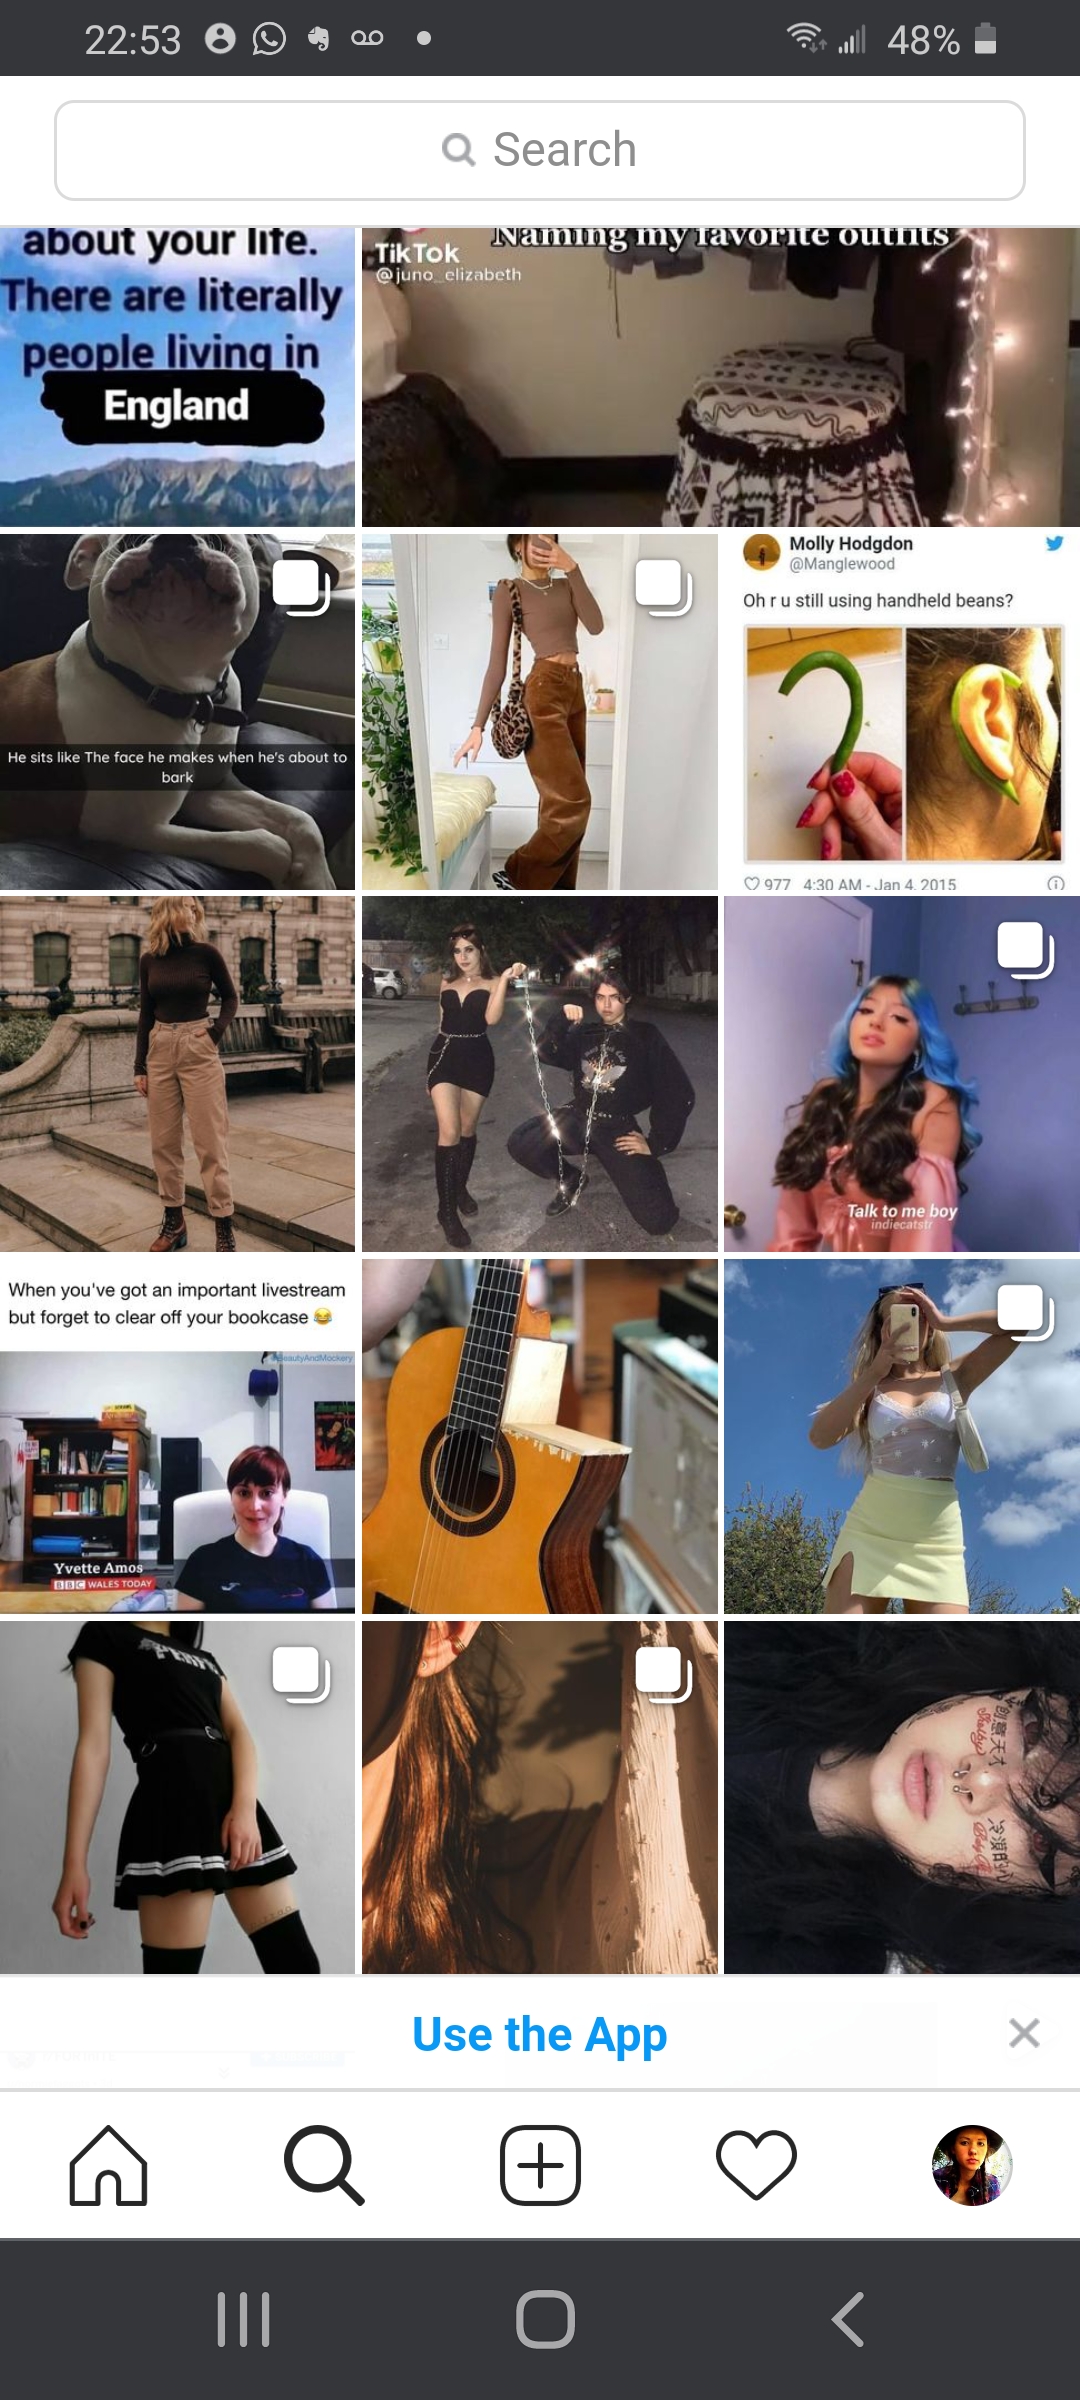 22:53
48%
Search
about your life.
There are literally
people living in
England
Naming my favorite outfits
TikTok
@juno_elizabeth
He sits like The face he makes when he's about to
bark
Molly Hodgdon
@Manglewood
Oh r u still using handheld beans?
977 4:30 AM - Jan 4, 2015
Talk to me boy
indiecatstr
When you've got an important livestream
but forget to clear off your bookcase 😂
@BeautyAndMockery
Yvette Amos
BBC WALES TODAY
Use the App